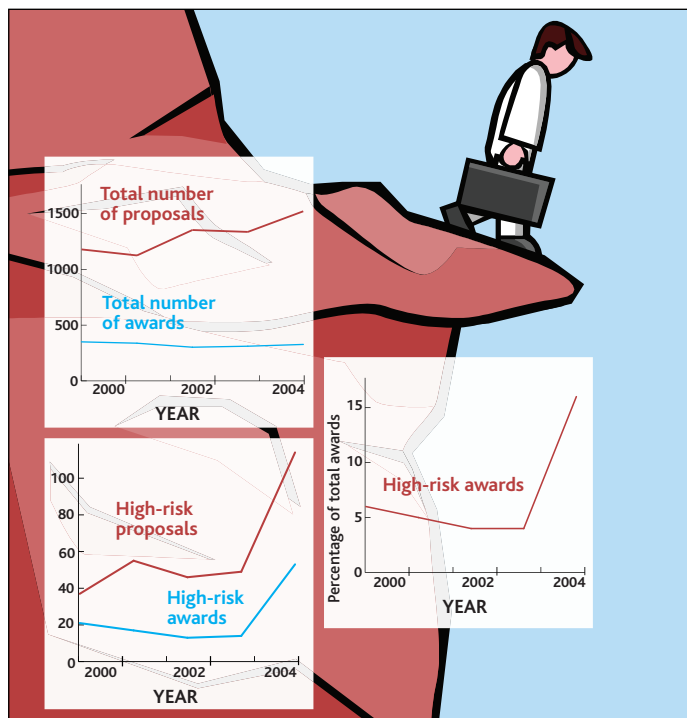 Total number
of proposals
1500
1000
Total number
of awards
500
0
2000 2002 2004
YEAR
100
80
60
40
20
0
High-risk
proposals
High-risk
awards
2000 2002 2004
YEAR
Percentage of total awards
15
10
5
0
High-risk awards
2000 2002 2004
YEAR